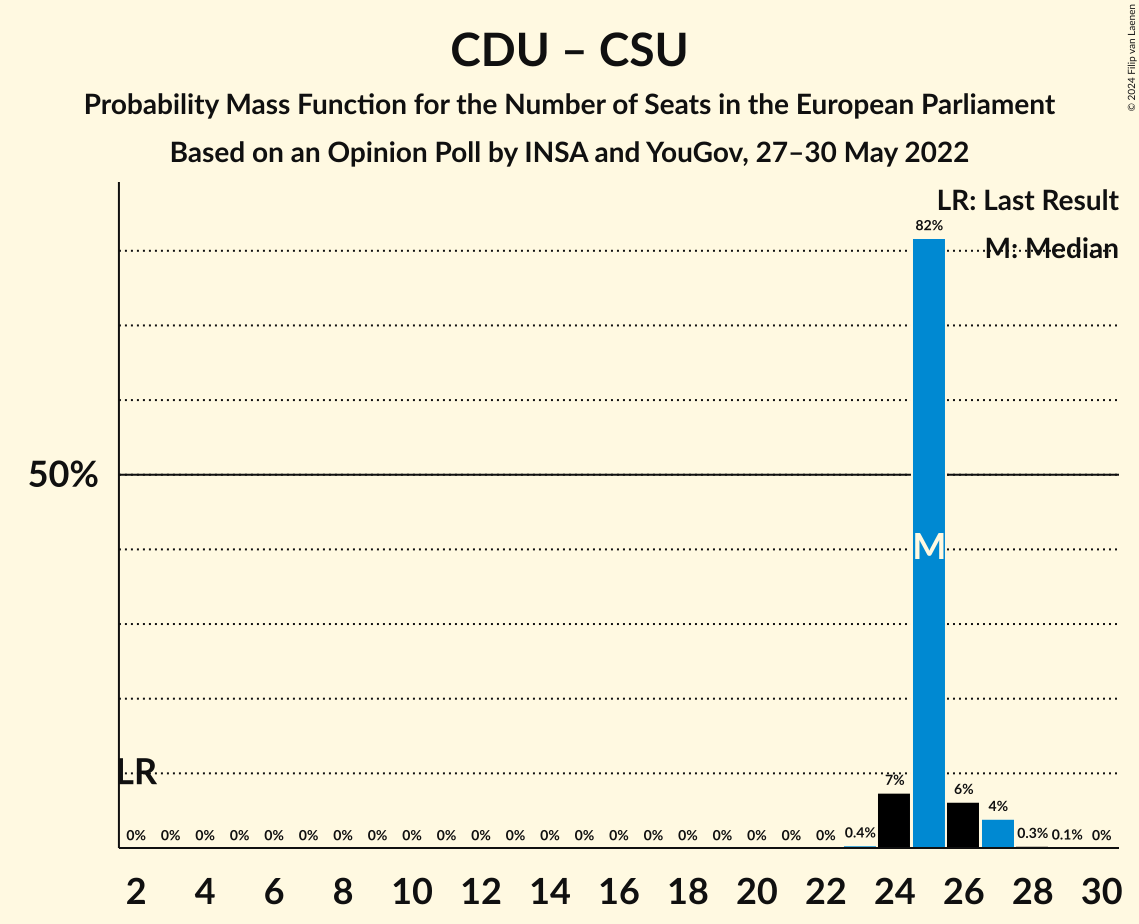 CDU – CSU
Probability Mass Function for the Number of Seats in the European Parliament
Based on an Opinion Poll by INSA and YouGov, 27–30 May 2022
© 2024 Filip van Laenen
LR: Last Result
M: Median
82%
50%
M
LR
7%
6%
4%
0% 0% 0% 0% 0% 0% 0% 0% 0% 0% 0% 0% 0% 0% 0% 0% 0% 0% 0% 0% 0% 0.4% 0.3% 0.1% 0%
2 4 6 8 10 12 14 16 18 20 22 24 26 28 30